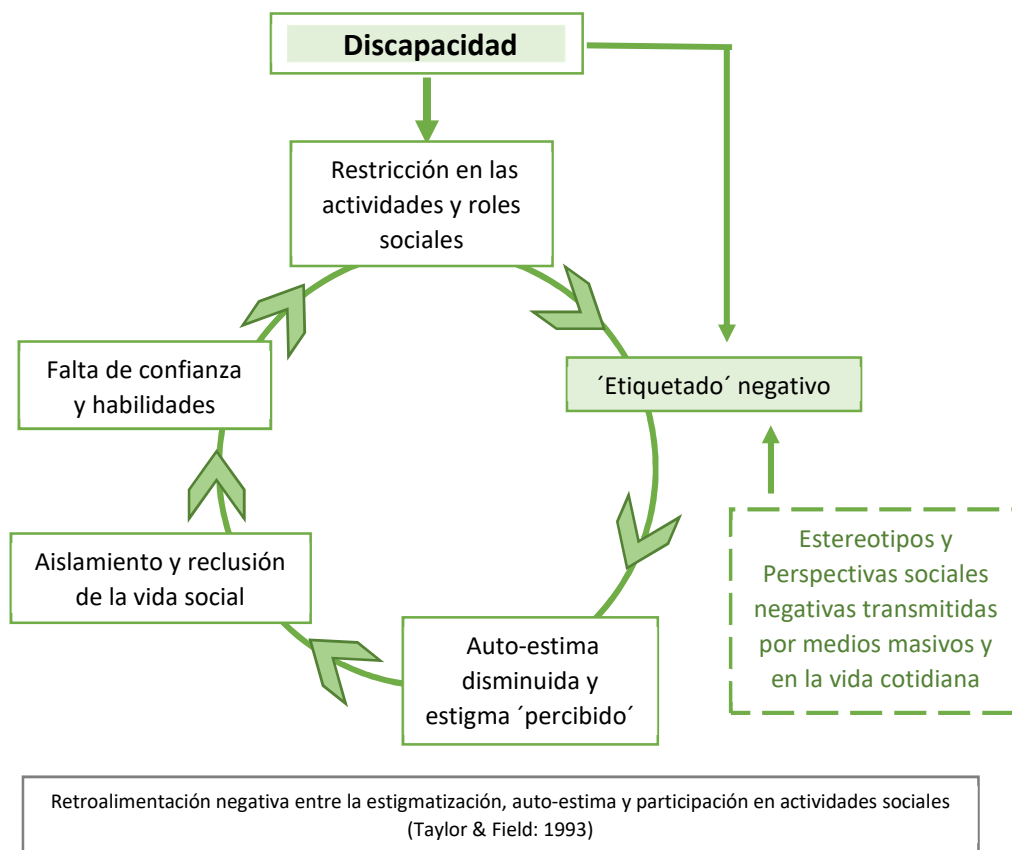 Discapacidad
Restricción en las
actividades y roles
sociales
Falta de confianza
y habilidades
´Etiquetado´ negativo
Aislamiento y reclusión
de la vida social
Estereotipos y
Perspectivas sociales
negativas transmitidas
por medios masivos y
en la vida cotidiana
Auto-estima
disminuida y
estigma ´percibido´
Retroalimentación negativa entre la estigmatización, auto-estima y participación en actividades sociales
(Taylor & Field: 1993)